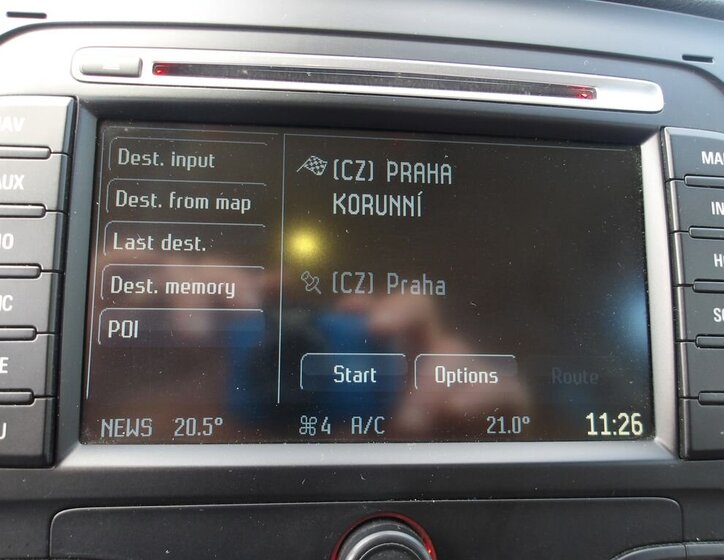 Dest. input
Dest. from map
Last dest.
Dest. memory
POI
(CZ) PRAHA
KORUNNÍ
(CZ) Praha
Start
Options
Route
NEWS 20.5° 4 A/C 21.0° 11:26